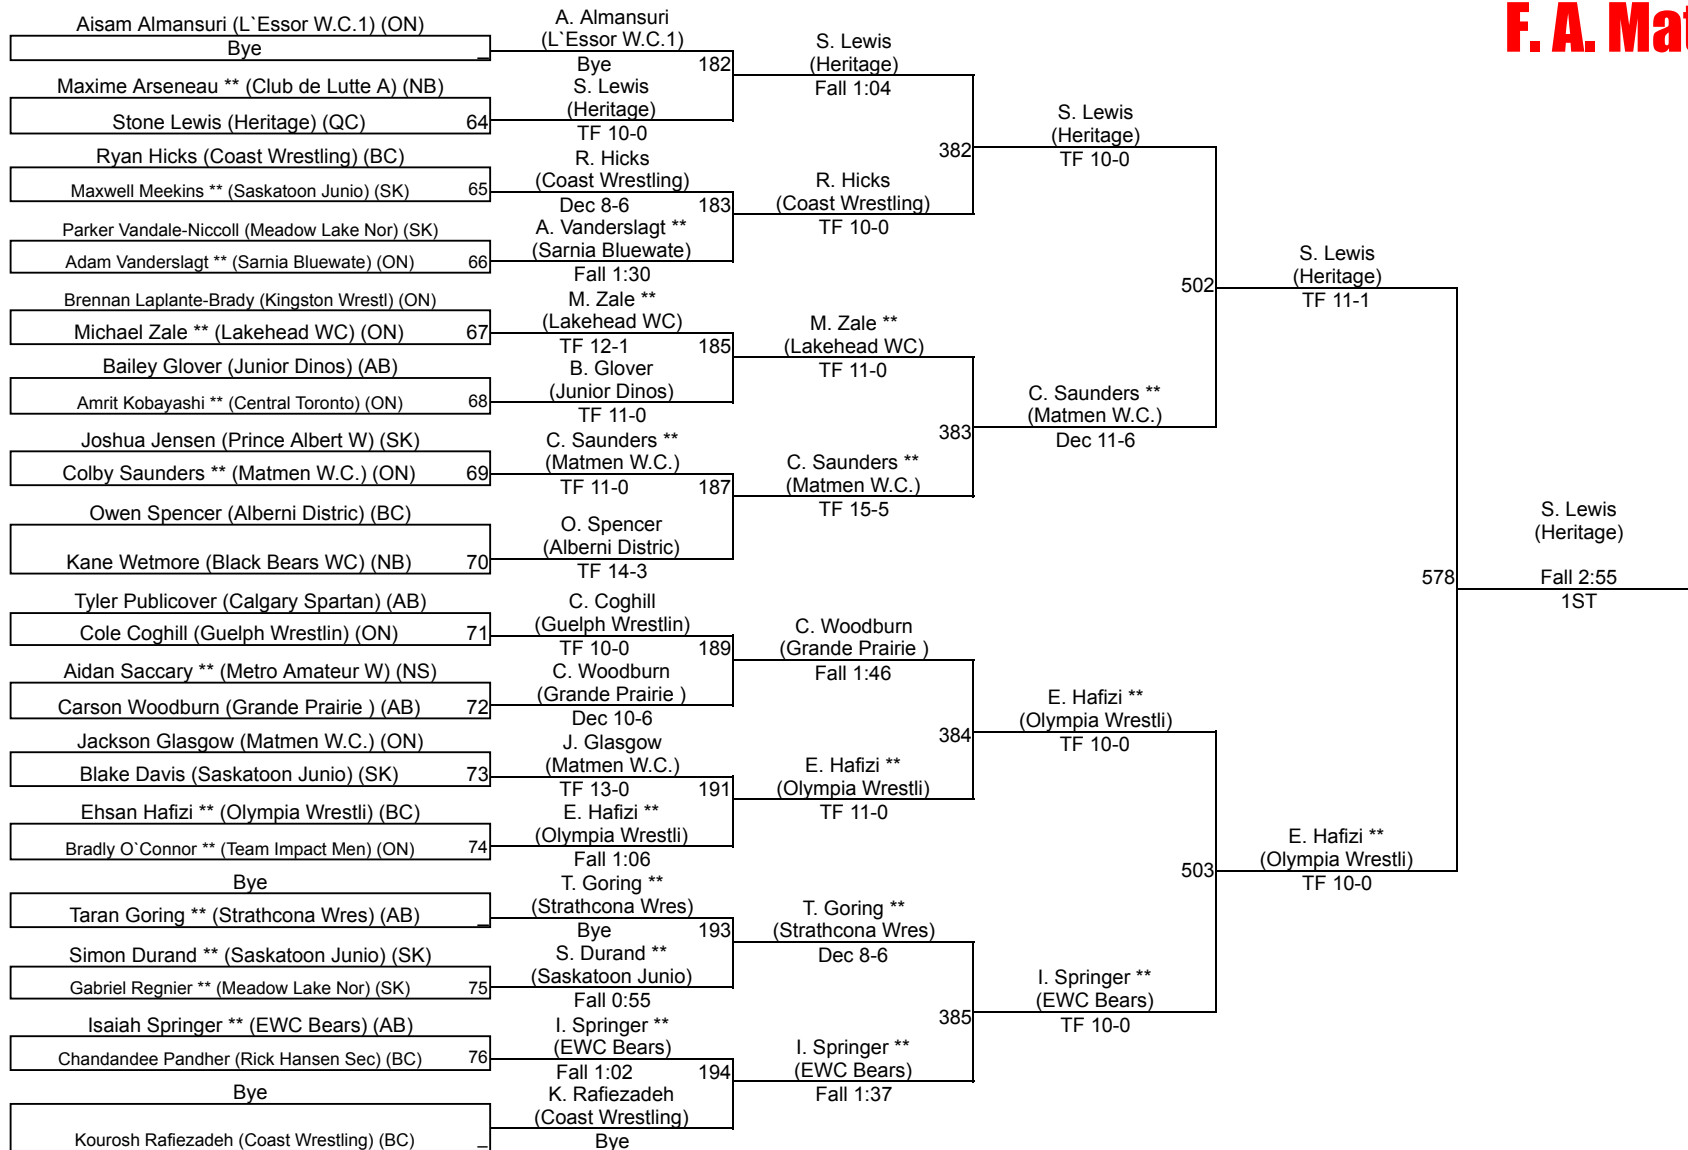 F. A. Mat
Aisam Almansuri (L`Essor W.C.1) (ON)
Bye _
Maxime Arseneau ** (Club de Lutte A) (NB)
Stone Lewis (Heritage) (QC) 64
Ryan Hicks (Coast Wrestling) (BC)
Maxwell Meekins ** (Saskatoon Junio) (SK) 65
Parker Vandale-Niccoll (Meadow Lake Nor) (SK)
Adam Vanderslagt ** (Sarnia Bluewate) (ON) 66
Brennan Laplante-Brady (Kingston Wrestl) (ON)
Michael Zale ** (Lakehead WC) (ON) 67
Bailey Glover (Junior Dinos) (AB)
Amrit Kobayashi ** (Central Toronto) (ON) 68
Joshua Jensen (Prince Albert W) (SK)
Colby Saunders ** (Matmen W.C.) (ON) 69
Owen Spencer (Alberni Distric) (BC)
Kane Wetmore (Black Bears WC) (NB) 70
Tyler Publicover (Calgary Spartan) (AB)
Cole Coghill (Guelph Wrestlin) (ON) 71
Aidan Saccary ** (Metro Amateur W) (NS)
Carson Woodburn (Grande Prairie ) (AB) 72
Jackson Glasgow (Matmen W.C.) (ON)
Blake Davis (Saskatoon Junio) (SK) 73
Ehsan Hafizi ** (Olympia Wrestli) (BC)
Bradly O`Connor ** (Team Impact Men) (ON) 74
Bye
Taran Goring ** (Strathcona Wres) (AB) _
Simon Durand ** (Saskatoon Junio) (SK)
Gabriel Regnier ** (Meadow Lake Nor) (SK) 75
Isaiah Springer ** (EWC Bears) (AB)
Chandandee Pandher (Rick Hansen Sec) (BC) 76
Bye
Kourosh Rafiezadeh (Coast Wrestling) (BC) _
A. Almansuri
(L`Essor W.C.1)
Bye 182
S. Lewis
(Heritage)
TF 10-0
R. Hicks
(Coast Wrestling)
Dec 8-6 183
A. Vanderslagt **
(Sarnia Bluewate)
Fall 1:30
M. Zale **
(Lakehead WC)
TF 12-1 185
B. Glover
(Junior Dinos)
TF 11-0
C. Saunders **
(Matmen W.C.)
TF 11-0 187
O. Spencer
(Alberni Distric)
TF 14-3
C. Coghill
(Guelph Wrestlin)
TF 10-0 189
C. Woodburn
(Grande Prairie )
Dec 10-6
J. Glasgow
(Matmen W.C.)
TF 13-0 191
E. Hafizi **
(Olympia Wrestli)
Fall 1:06
T. Goring **
(Strathcona Wres)
Bye 193
S. Durand **
(Saskatoon Junio)
Fall 0:55
I. Springer **
(EWC Bears)
Fall 1:02 194
K. Rafiezadeh
(Coast Wrestling)
Bye
S. Lewis
(Heritage)
Fall 1:04
382
R. Hicks
(Coast Wrestling)
TF 10-0
M. Zale **
(Lakehead WC)
TF 11-0
383
C. Saunders **
(Matmen W.C.)
TF 15-5
C. Woodburn
(Grande Prairie )
Fall 1:46
384
E. Hafizi **
(Olympia Wrestli)
TF 11-0
T. Goring **
(Strathcona Wres)
Dec 8-6
385
I. Springer **
(EWC Bears)
Fall 1:37
S. Lewis
(Heritage)
TF 10-0
502
C. Saunders **
(Matmen W.C.)
Dec 11-6
E. Hafizi **
(Olympia Wrestli)
TF 10-0
503
I. Springer **
(EWC Bears)
TF 10-0
S. Lewis
(Heritage)
TF 11-1
578
E. Hafizi **
(Olympia Wrestli)
TF 10-0
S. Lewis
(Heritage)
Fall 2:55
1ST